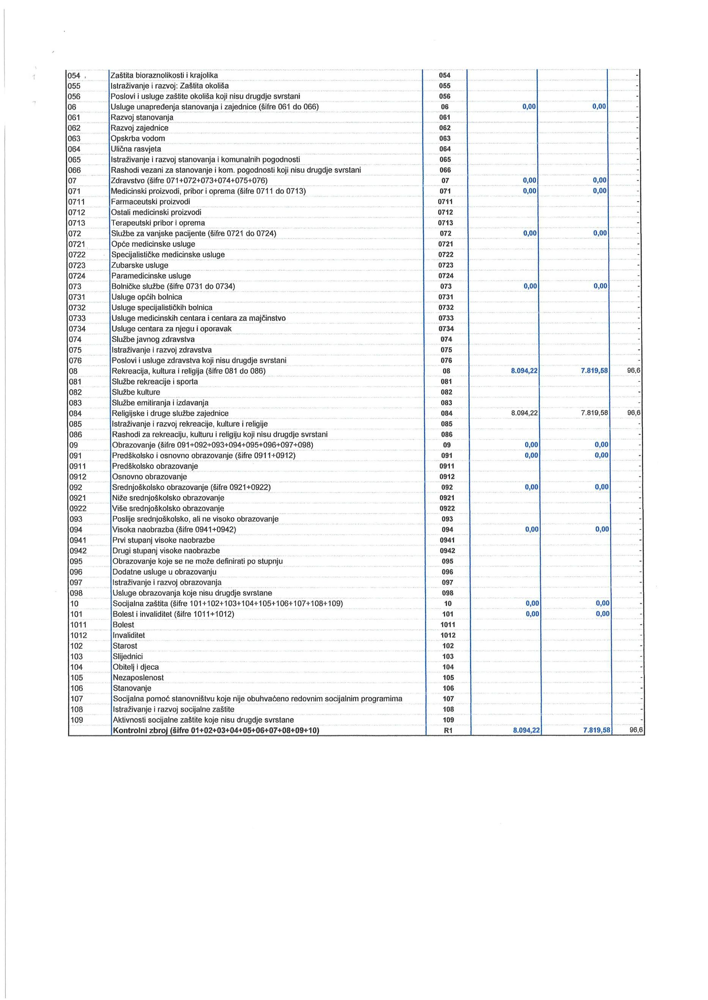 054 Zaštita bioraznolikosti i krajolika 054 -
055 Istraživanje i razvoj: Zaštita okoliša 055 -
056 Poslovi i usluge zaštite okoliša koji nisu drugdje svrstani 056 -
06 Usluge unapređenja stanovanja i zajednice (šifre 061 do 066) 06 0,00 0,00 -
061 Razvoj stanovanja 061 -
062 Razvoj zajednice 062 -
063 Opskrba vodom 063 -
064 Ulična rasvjeta 064 -
065 Istraživanje i razvoj stanovanja i komunalnih pogodnosti 065 -
066 Rashodi vezani za stanovanje i kom. pogodnosti koji nisu drugdje svrstani 066 -
07 Zdravstvo (šifre 071+072+073+074+075+076) 07 0,00 0,00 -
071 Medicinski proizvodi, pribor i oprema (šifre 0711 do 0713) 071 0,00 0,00 -
0711 Farmaceutski proizvodi 0711 -
0712 Ostali medicinski proizvodi 0712 -
0713 Terapeutski pribor i oprema 0713 -
072 Službe za vanjske pacijente (šifre 0721 do 0724) 072 0,00 0,00 -
0721 Opće medicinske usluge 0721 -
0722 Specijalističke medicinske usluge 0722 -
0723 Zubarske usluge 0723 -
0724 Paramedicinske usluge 0724 -
073 Bolničke službe (šifre 0731 do 0734) 073 0,00 0,00 -
0731 Usluge općih bolnica 0731 -
0732 Usluge specijalističkih bolnica 0732 -
0733 Usluge medicinskih centara i centara za majčinstvo 0733 -
0734 Usluge centara za njegu i oporavak 0734 -
074 Službe javnog zdravstva 074 -
075 Istraživanje i razvoj zdravstva 075 -
076 Poslovi i usluge zdravstva koji nisu drugdje svrstani 076 -
08 Rekreacija, kultura i religija (šifre 081 do 086) 08 8.094,22 7.819,58 96,6
081 Službe rekreacije i sporta 081 -
082 Službe kulture 082 -
083 Službe emitiranja i izdavanja 083 -
084 Religijske i druge službe zajednice 084 8.094,22 7.819,58 96,6
085 Istraživanje i razvoj rekreacije, kulture i religije 085 -
086 Rashodi za rekreaciju, kulturu i religiju koji nisu drugdje svrstani 086 -
09 Obrazovanje (šifre 091+092+093+094+095+096+097+098) 09 0,00 0,00 -
091 Predškolsko i osnovno obrazovanje (šifre 0911+0912) 091 0,00 0,00 -
0911 Predškolsko obrazovanje 0911 -
0912 Osnovno obrazovanje 0912 -
092 Srednjoškolsko obrazovanje (šifre 0921+0922) 092 0,00 0,00 -
0921 Niže srednjoškolsko obrazovanje 0921 -
0922 Više srednjoškolsko obrazovanje 0922 -
093 Poslije srednjoškolsko, ali ne visoko obrazovanje 093 -
094 Visoka naobrazba (šifre 0941+0942) 094 0,00 0,00 -
0941 Prvi stupanj visoke naobrazbe 0941 -
0942 Drugi stupanj visoke naobrazbe 0942 -
095 Obrazovanje koje se ne može definirati po stupnju 095 -
096 Dodatne usluge u obrazovanju 096 -
097 Istraživanje i razvoj obrazovanja 097 -
098 Usluge obrazovanja koje nisu drugdje svrstane 098 -
10 Socijalna zaštita (šifre 101+102+103+104+105+106+107+108+109) 10 0,00 0,00 -
101 Bolest i invaliditet (šifre 1011+1012) 101 0,00 0,00 -
1011 Bolest 1011 -
1012 Invaliditet 1012 -
102 Starost 102 -
103 Slijednici 103 -
104 Obitelj i djeca 104 -
105 Nezaposlenost 105 -
106 Stanovanje 106 -
107 Socijalna pomoć stanovništvu koje nije obuhvaćeno redovnim socijalnim programima 107 -
108 Istraživanje i razvoj socijalne zaštite 108 -
109 Aktivnosti socijalne zaštite koje nisu drugdje svrstane 109 -
Kontrolni zbroj (šifre 01+02+03+04+05+06+07+08+09+10) R1 8.094,22 7.819,58 96,6